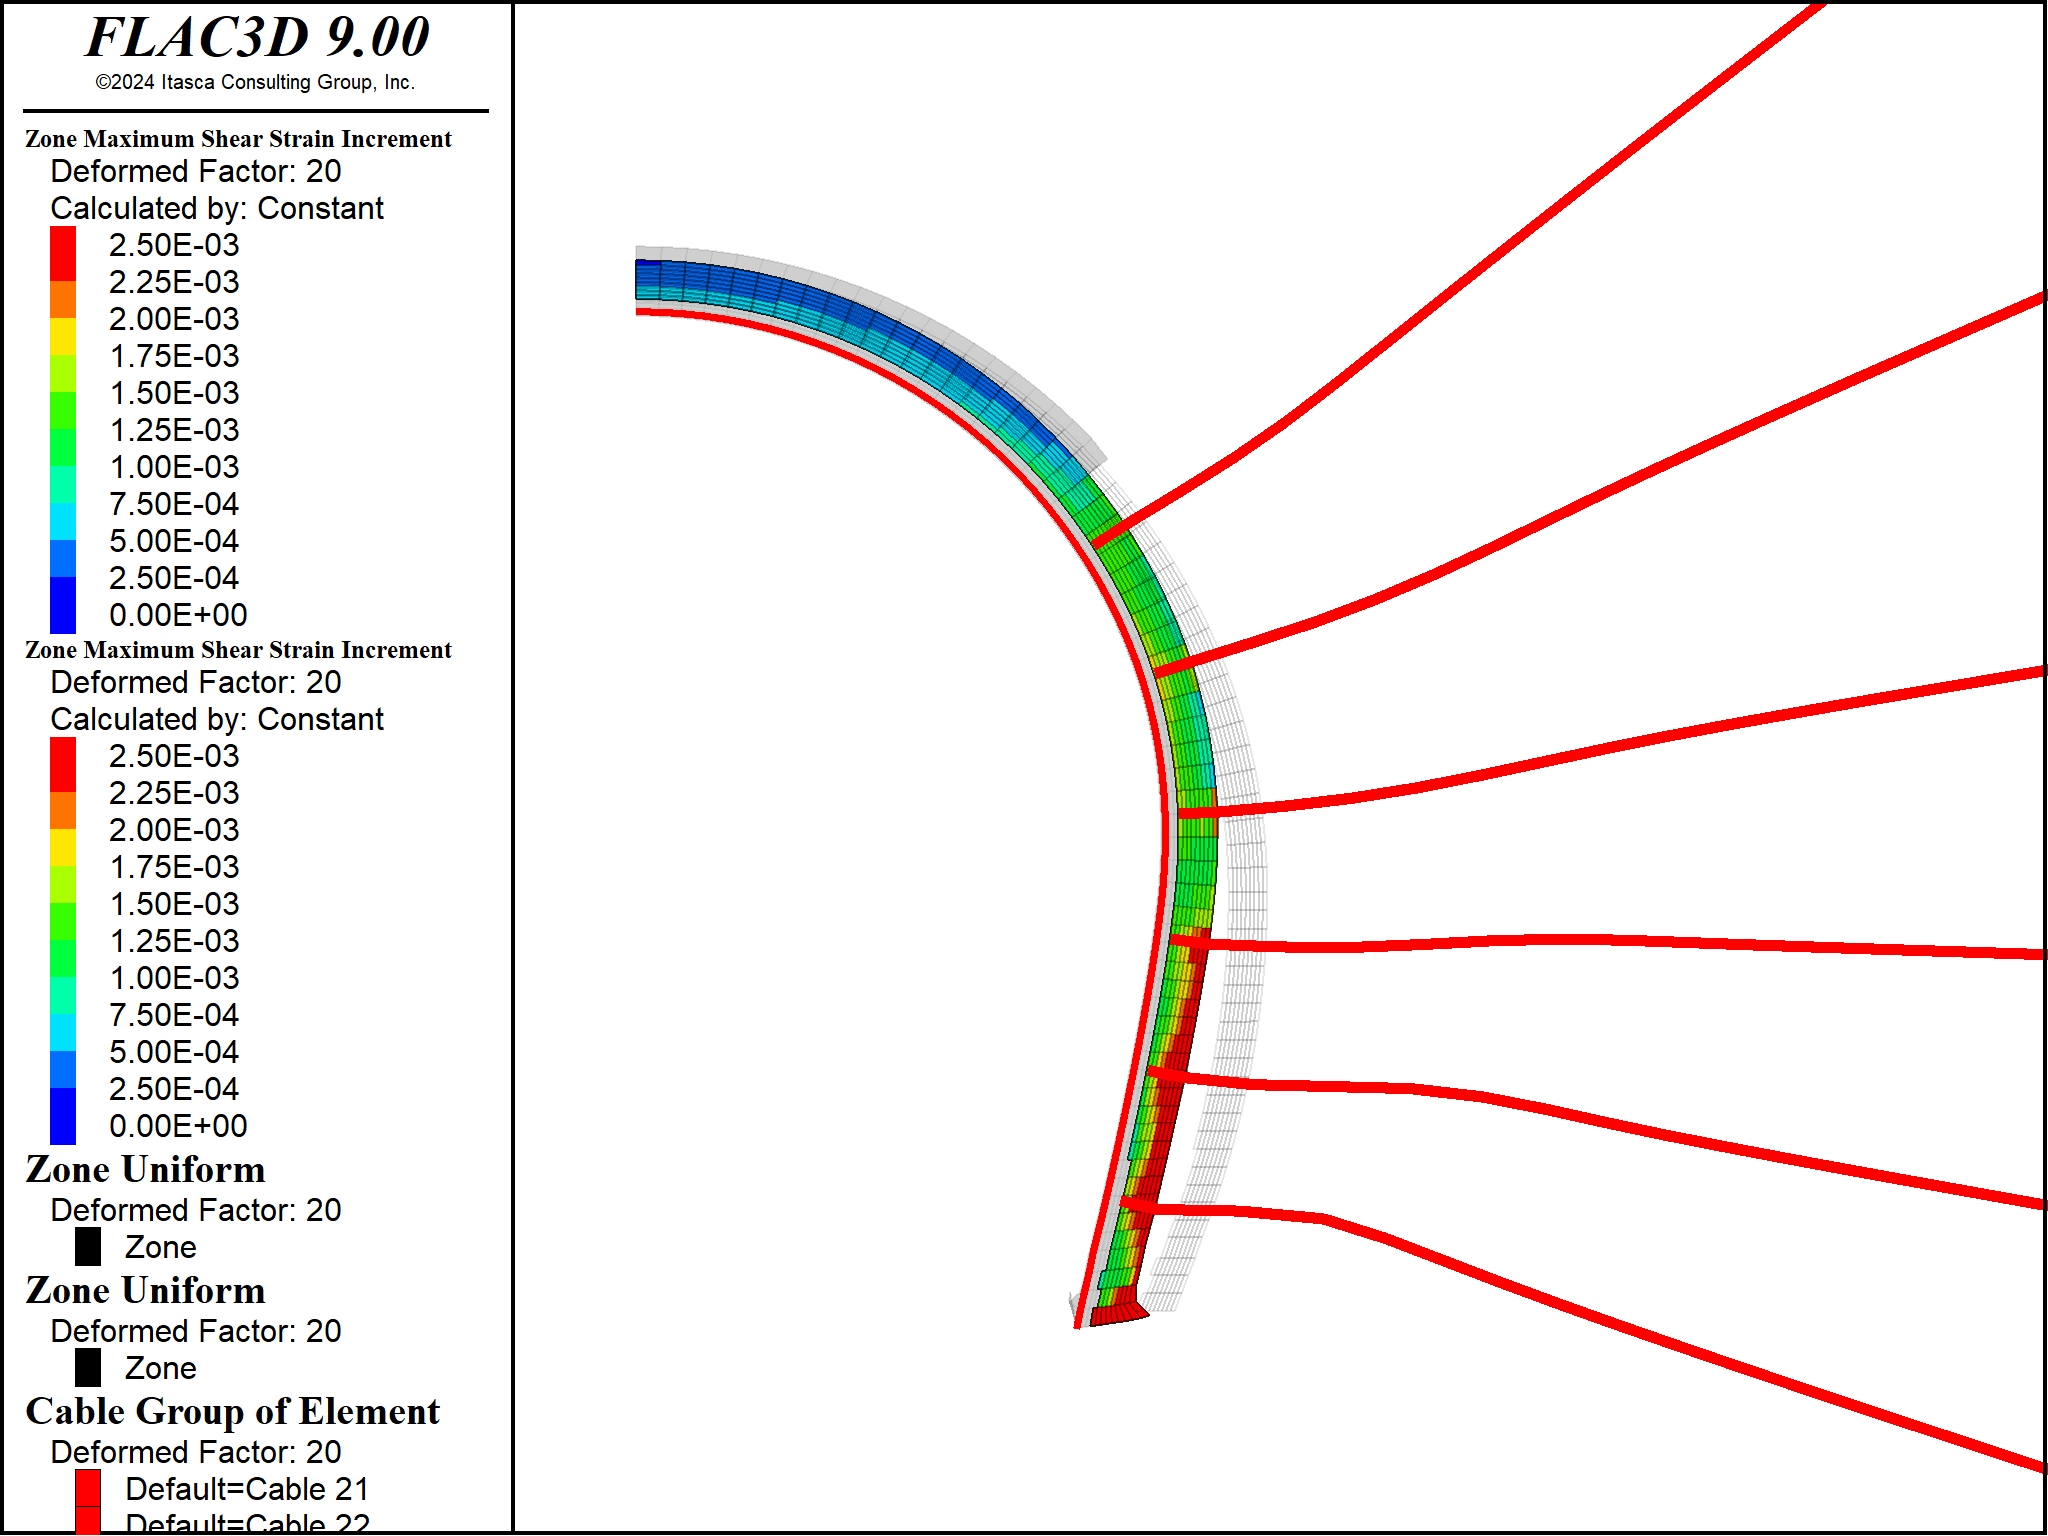 FLAC3D 9.00
©2024 Itasca Consulting Group, Inc.
Zone Maximum Shear Strain Increment
Deformed Factor: 20
Calculated by: Constant
2.50E-03
2.25E-03
2.00E-03
1.75E-03
1.50E-03
1.25E-03
1.00E-03
7.50E-04
5.00E-04
2.50E-04
0.00E+00
Zone Maximum Shear Strain Increment
Deformed Factor: 20
Calculated by: Constant
2.50E-03
2.25E-03
2.00E-03
1.75E-03
1.50E-03
1.25E-03
1.00E-03
7.50E-04
5.00E-04
2.50E-04
0.00E+00
Zone Uniform
Deformed Factor: 20
Zone
Zone Uniform
Deformed Factor: 20
Zone
Cable Group of Element
Deformed Factor: 20
Default=Cable 21
Default=Cable 22